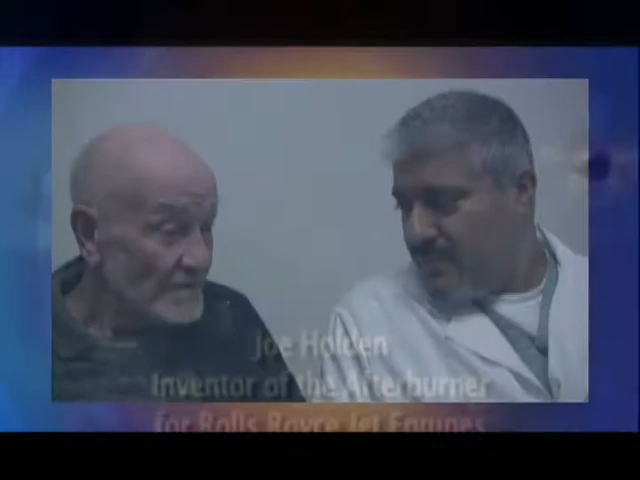 Joe Holden
Inventor of the Afterburner
for Rolls Royce Jet Engines